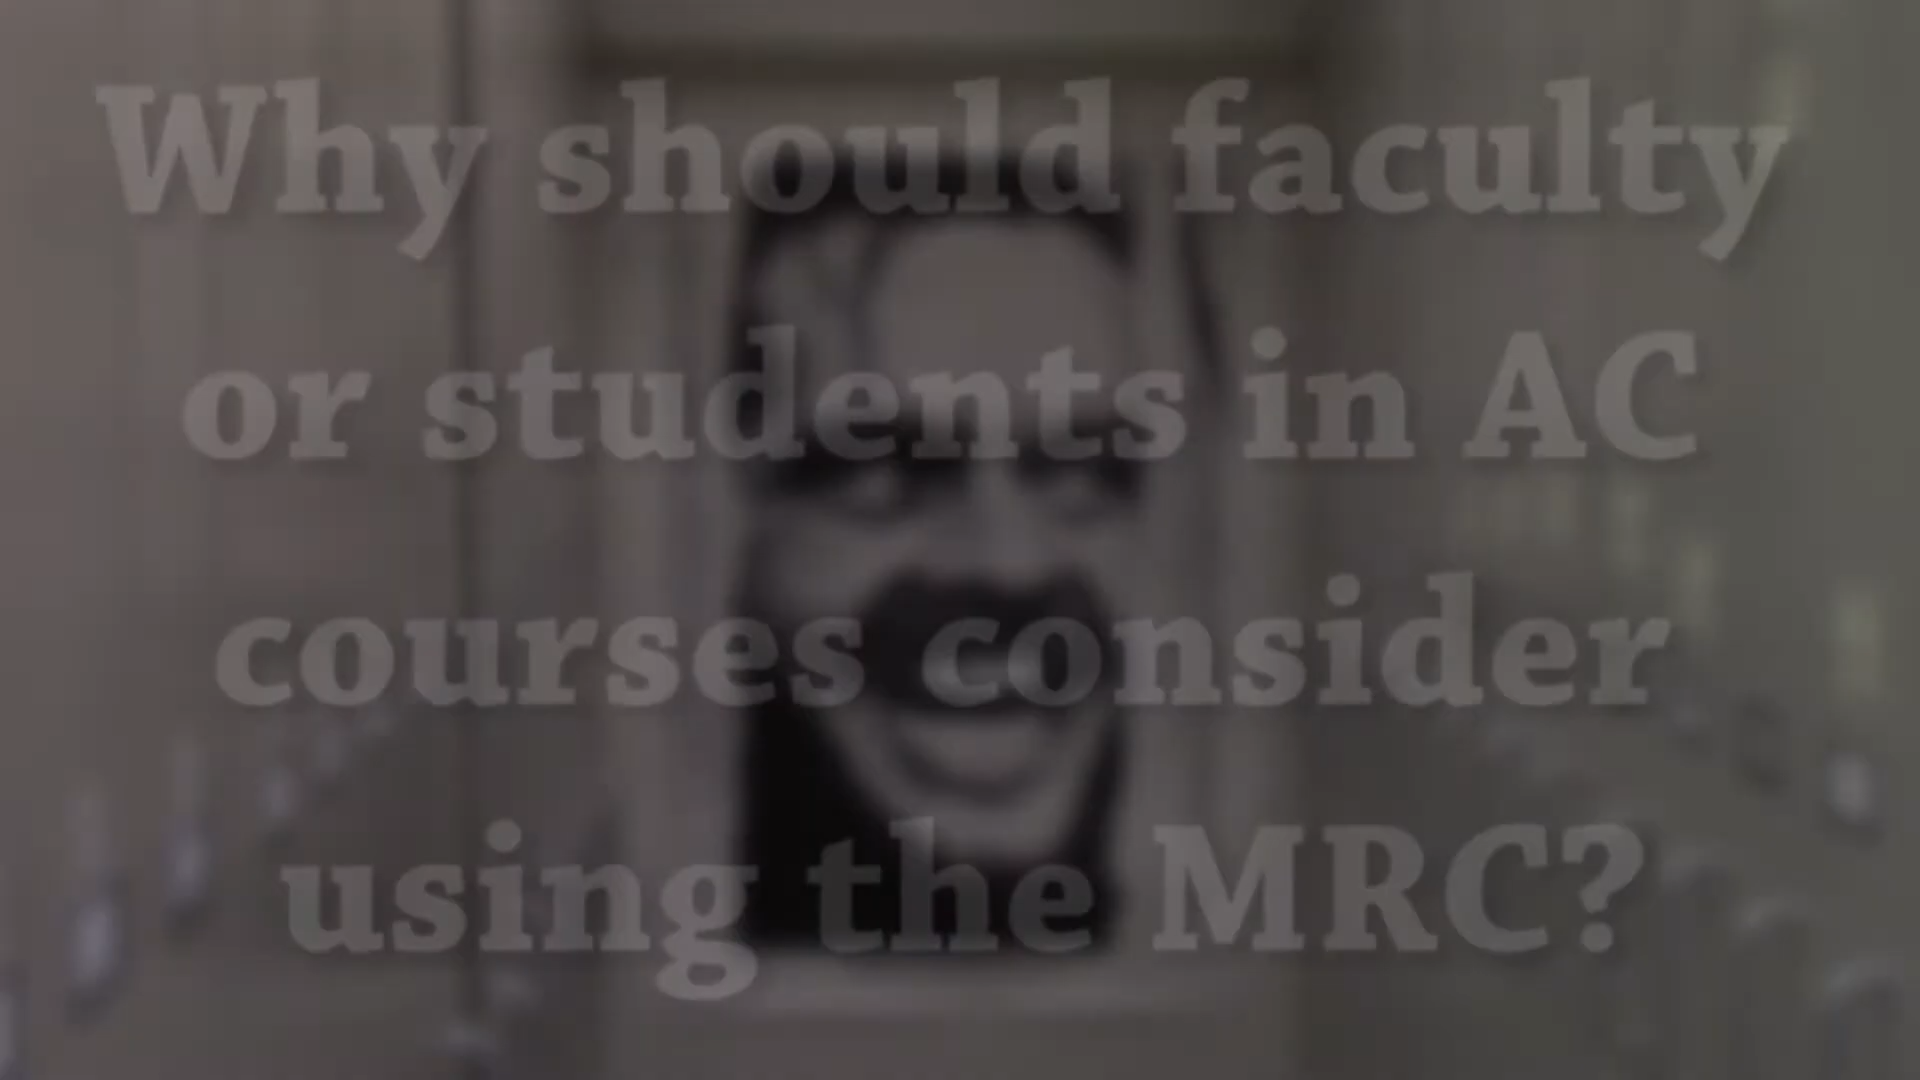 Why should faculty
or students in AC
courses consider
using the MRC?